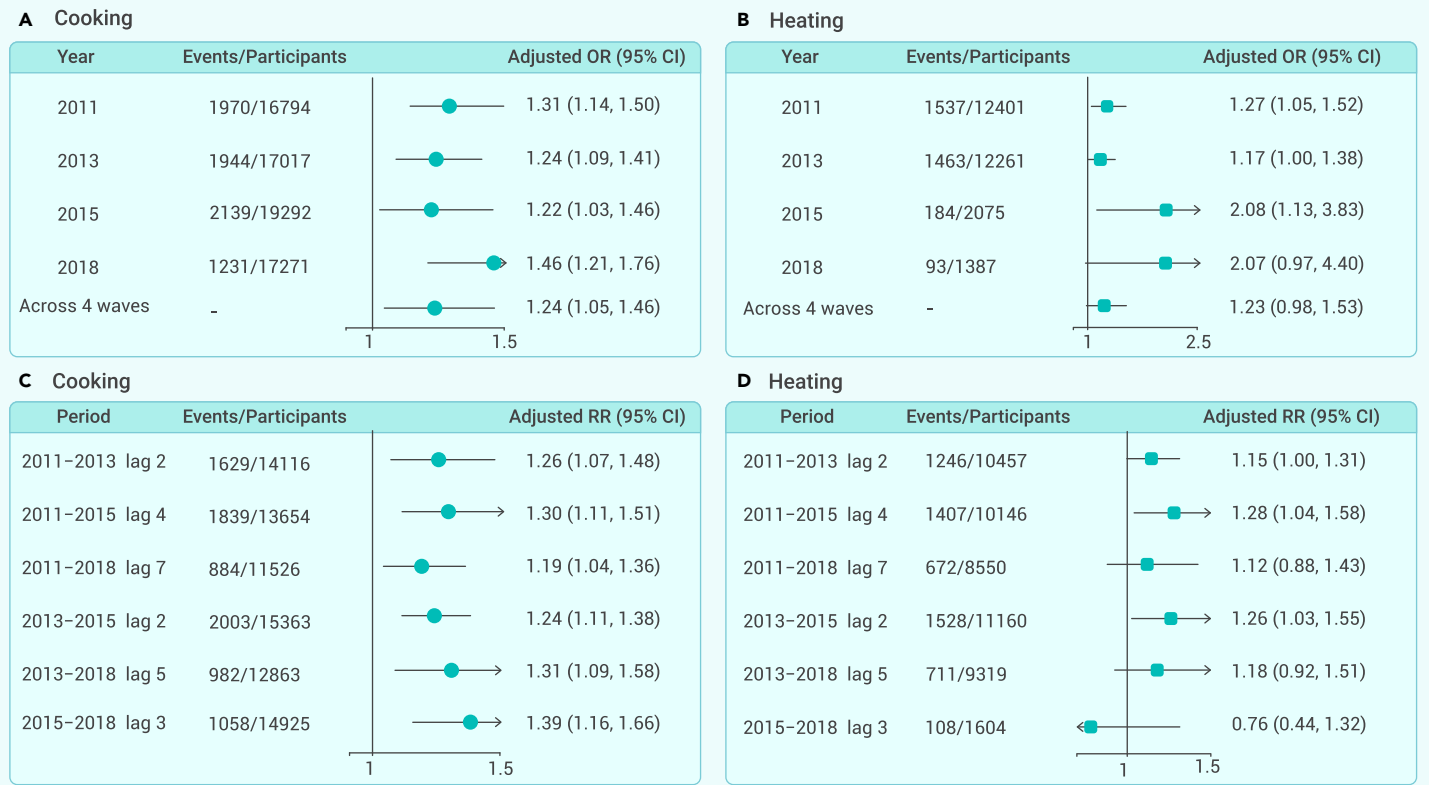 A Cooking
Year Events/Participants Adjusted OR (95% CI)
2011 1970/16794 1.31 (1.14, 1.50)
2013 1944/17017 1.24 (1.09, 1.41)
2015 2139/19292 1.22 (1.03, 1.46)
2018 1231/17271 1.46 (1.21, 1.76)
Across 4 waves - 1.24 (1.05, 1.46)
1 1.5
B Heating
Year Events/Participants Adjusted OR (95% CI)
2011 1537/12401 1.27 (1.05, 1.52)
2013 1463/12261 1.17 (1.00, 1.38)
2015 184/2075 2.08 (1.13, 3.83)
2018 93/1387 2.07 (0.97, 4.40)
Across 4 waves - 1.23 (0.98, 1.53)
1 2.5
C Cooking
Period Events/Participants Adjusted RR (95% CI)
2011−2013 lag 2 1629/14116 1.26 (1.07, 1.48)
2011−2015 lag 4 1839/13654 1.30 (1.11, 1.51)
2011−2018 lag 7 884/11526 1.19 (1.04, 1.36)
2013−2015 lag 2 2003/15363 1.24 (1.11, 1.38)
2013−2018 lag 5 982/12863 1.31 (1.09, 1.58)
2015−2018 lag 3 1058/14925 1.39 (1.16, 1.66)
1 1.5
D Heating
Period Events/Participants Adjusted RR (95% CI)
2011−2013 lag 2 1246/10457 1.15 (1.00, 1.31)
2011−2015 lag 4 1407/10146 1.28 (1.04, 1.58)
2011−2018 lag 7 672/8550 1.12 (0.88, 1.43)
2013−2015 lag 2 1528/11160 1.26 (1.03, 1.55)
2013−2018 lag 5 711/9319 1.18 (0.92, 1.51)
2015−2018 lag 3 108/1604 0.76 (0.44, 1.32)
1 1.5